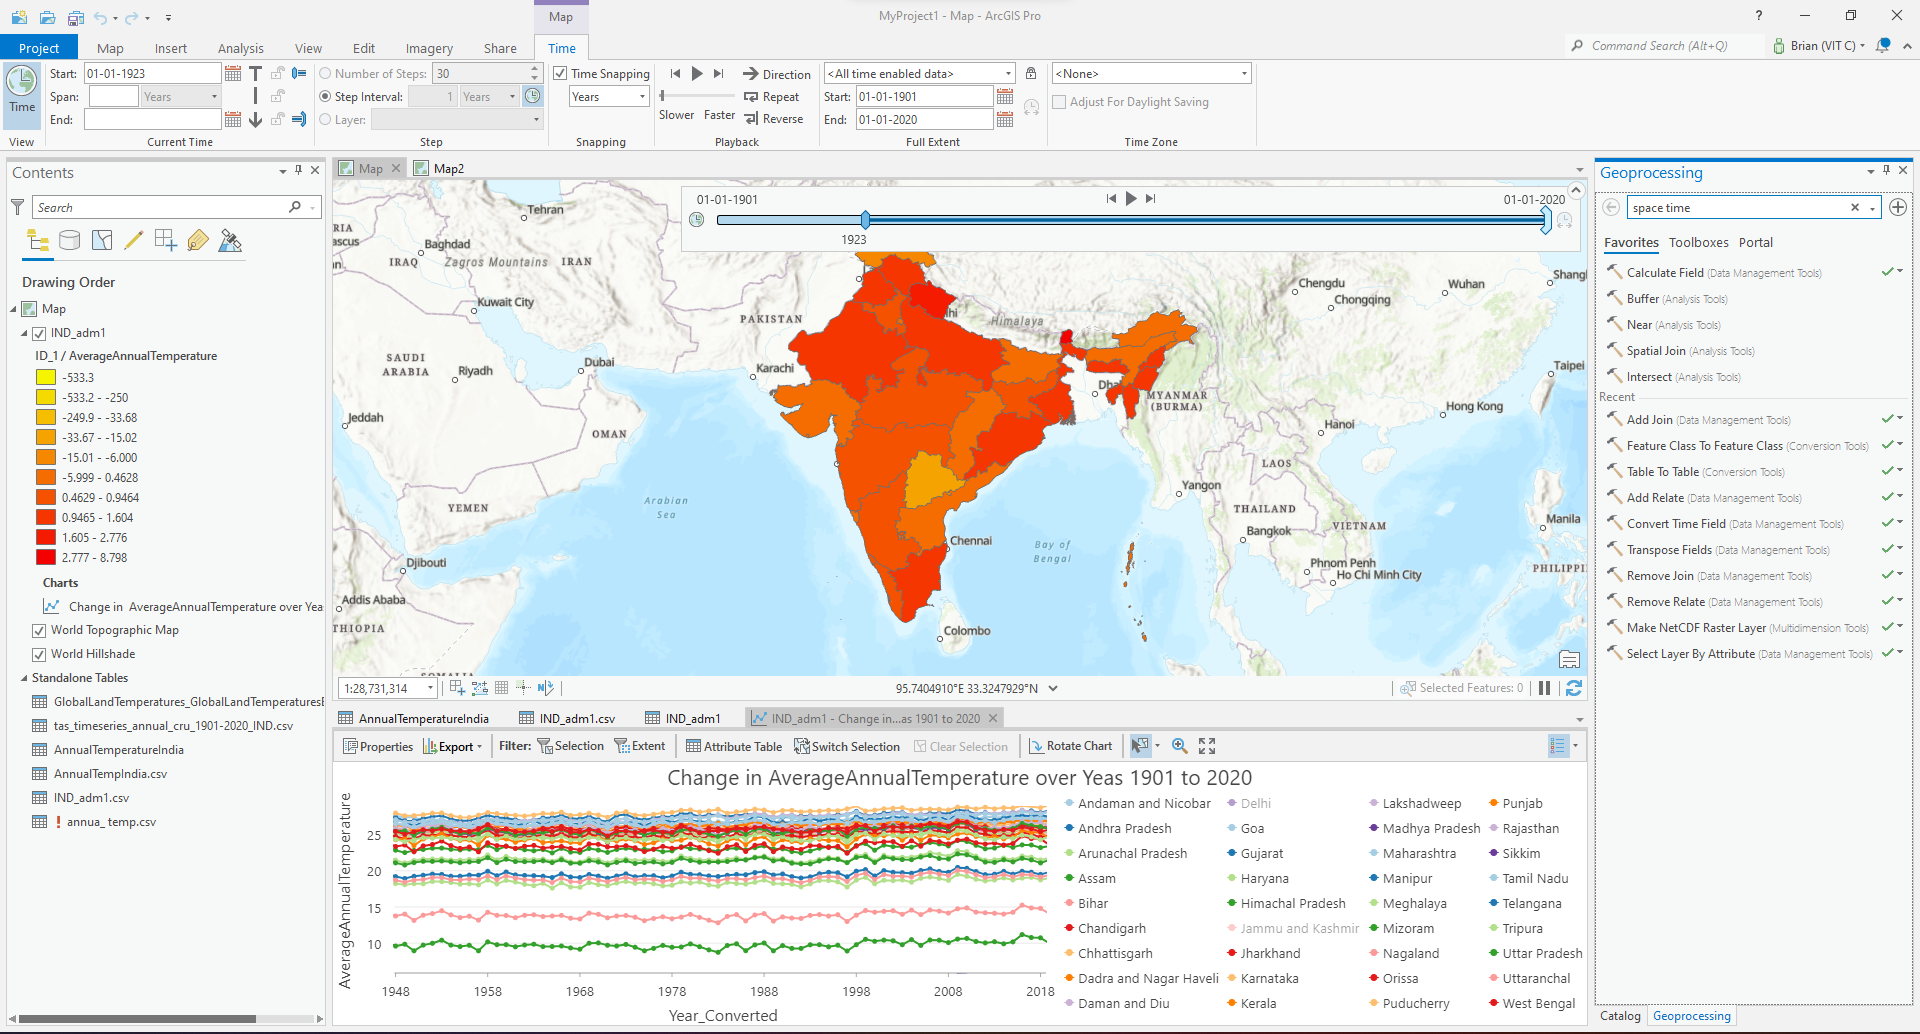 Map
MyProject1 - Map - ArcGIS Pro
?
Project
Map
Insert
Analysis
View
Edit
Imagery
Share
Time
Command Search (Alt+Q)
Brian (VIT C)
Time
View
Start:
01-01-1923
Span:
Years
End:
Current Time
Number of Steps:
30
Step Interval:
1
Years
Layer:
Step
Time Snapping
Years
Snapping
Slower
Faster
Direction
Repeat
Reverse
Playback
<All time enabled data>
Start:
01-01-1901
End:
01-01-2020
Full Extent
<None>
Adjust For Daylight Saving
Time Zone
Contents
Search
Drawing Order
Map
IND_adm1
ID_1 / AverageAnnualTemperature
-533.3
-533.2 - -250
-249.9 - -33.68
-33.67 - -15.02
-15.01 - -6.000
-5.999 - 0.4628
0.4629 - 0.9464
0.9465 - 1.604
1.605 - 2.776
2.777 - 8.798
Charts
Change in AverageAnnualTemperature over Yea
World Topographic Map
World Hillshade
Standalone Tables
GlobalLandTemperatures_GlobalLandTemperaturesE
tas_timeseries_annual_cru_1901-2020_IND.csv
AnnualTemperatureIndia
AnnualTempIndia.csv
IND_adm1.csv
! annua_ temp.csv
Map
Map2
01-01-1901
01-01-2020
1923
Tehran
RIA
ascus
Baghdad
IRAQ
Zagros Mountains
IRAN
Kuwait City
PAKISTAN
SAUDI
ARABIA
Riyadh
Dubai
Karachi
Jeddah
OMAN
YEMEN
Arabian
Sea
Djibouti
Addis Ababa
THIOPIA
SOMALIA
lhi
Himalaya
Dha
MYANMAR
(BURMA)
Chennai
Bay of
Bengal
Colombo
Chengdu
Chongqing
Wuhan
Shangl
Taipei
Hong Kong
Hanoi
LAOS
Yangon
THAILAND
VIETNAM
Bangkok
Manila
Phnom Penh
Ho Chi Minh City
PHILIPPI
1:28,731,314
95.7404910°E 33.3247929°N
Selected Features: 0
AnnualTemperatureIndia
IND_adm1.csv
IND_adm1
IND_adm1 - Change in...as 1901 to 2020
Properties
Export
Filter:
Selection
Extent
Attribute Table
Switch Selection
Clear Selection
Rotate Chart
Change in AverageAnnualTemperature over Yeas 1901 to 2020
AverageAnnualTemperature
25
20
15
10
1948
1958
1968
1978
1988
1998
2008
2018
Year_Converted
Andaman and Nicobar
Delhi
Lakshadweep
Punjab
Andhra Pradesh
Goa
Madhya Pradesh
Rajasthan
Arunachal Pradesh
Gujarat
Maharashtra
Sikkim
Assam
Haryana
Manipur
Tamil Nadu
Bihar
Himachal Pradesh
Meghalaya
Telangana
Chandigarh
Jammu and Kashmir
Mizoram
Tripura
Chhattisgarh
Jharkhand
Nagaland
Uttar Pradesh
Dadra and Nagar Haveli
Karnataka
Orissa
Uttaranchal
Daman and Diu
Kerala
Puducherry
West Bengal
Geoprocessing
space time
Favorites
Toolboxes
Portal
Calculate Field (Data Management Tools)
Buffer (Analysis Tools)
Near (Analysis Tools)
Spatial Join (Analysis Tools)
Intersect (Analysis Tools)
Recent
Add Join (Data Management Tools)
Feature Class To Feature Class (Conversion Tools)
Table To Table (Conversion Tools)
Add Relate (Data Management Tools)
Convert Time Field (Data Management Tools)
Transpose Fields (Data Management Tools)
Remove Join (Data Management Tools)
Remove Relate (Data Management Tools)
Make NetCDF Raster Layer (Multidimension Tools)
Select Layer By Attribute (Data Management Tools)
Catalog
Geoprocessing